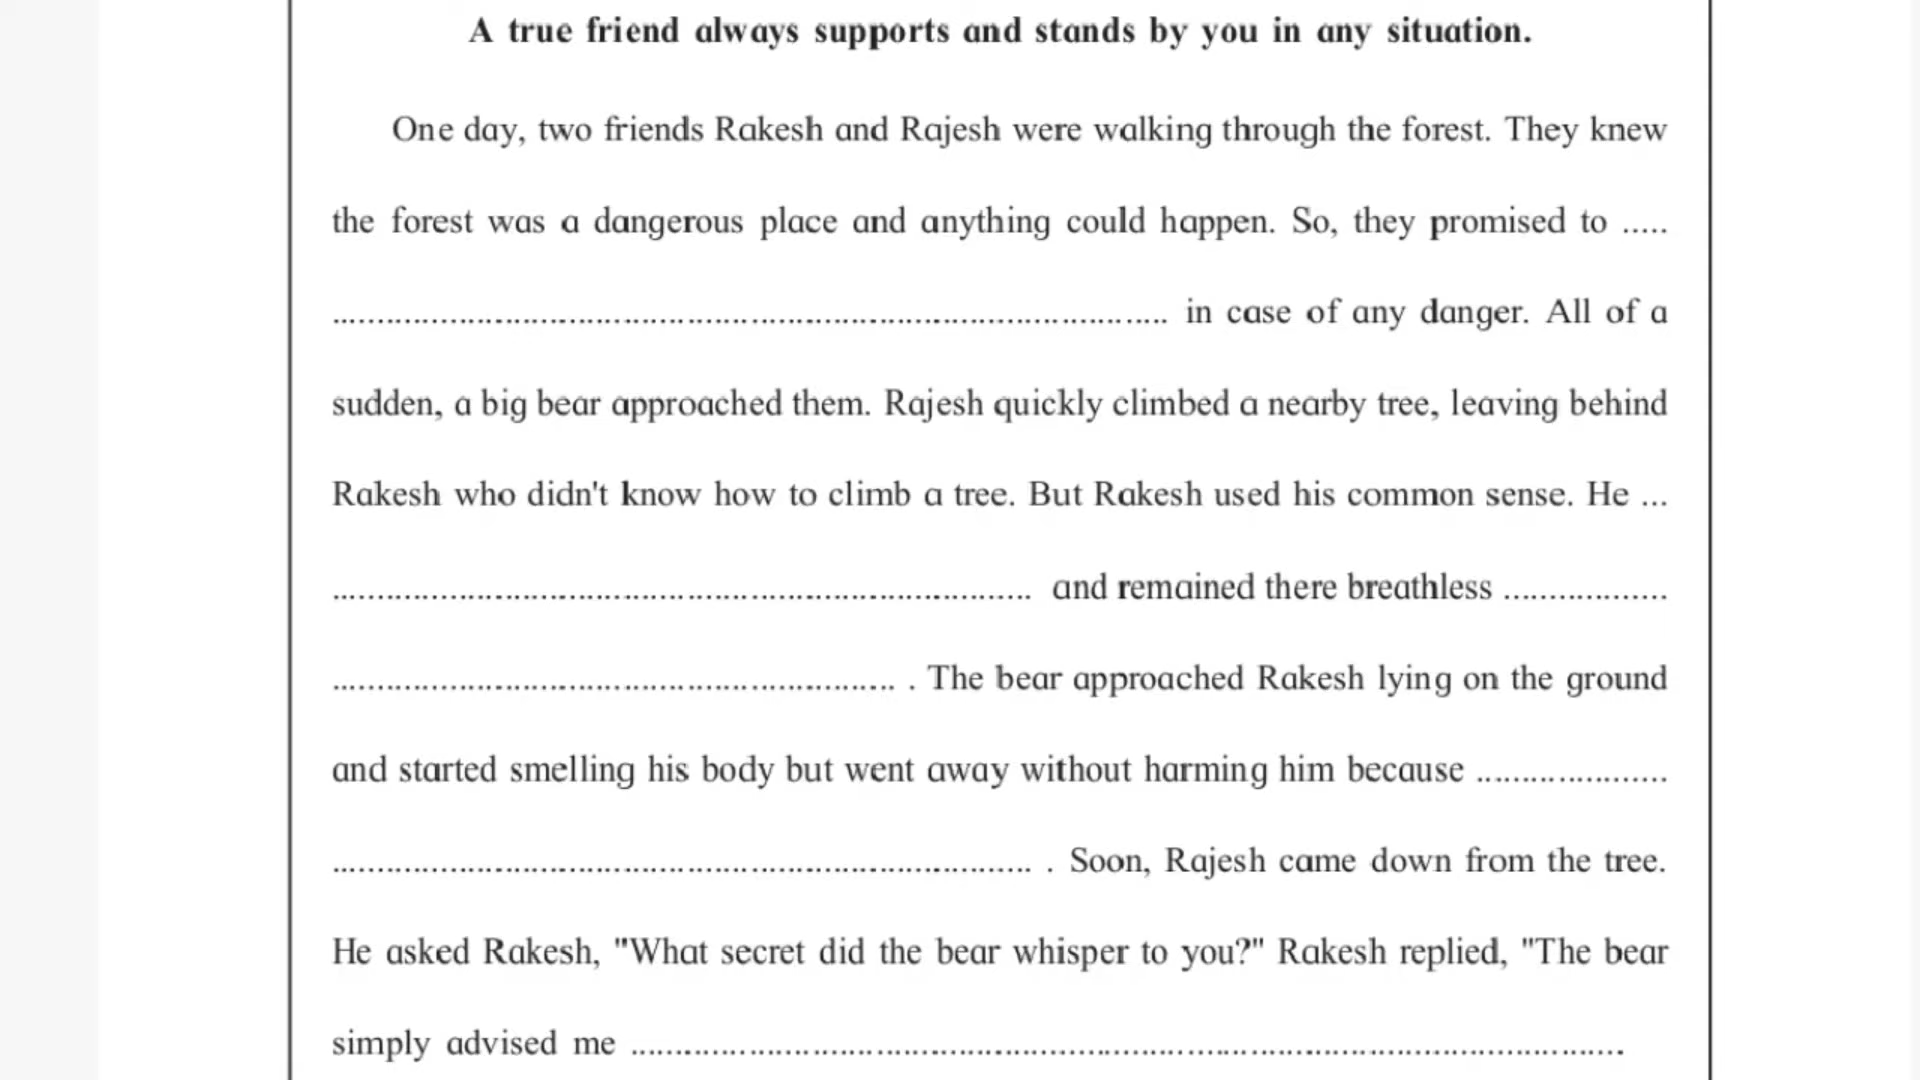 A true friend always supports and stands by you in any situation.
One day, two friends Rakesh and Rajesh were walking through the forest. They knew
the forest was a dangerous place and anything could happen. So, they promised to .....
............................................................................................... in case of any danger. All of a
sudden, a big bear approached them. Rajesh quickly climbed a nearby tree, leaving behind
Rakesh who didn't know how to climb a tree. But Rakesh used his common sense. He ...
............................................................................... and remained there breathless ..................
................................................................ . The bear approached Rakesh lying on the ground
and started smelling his body but went away without harming him because .....................
............................................................................... . Soon, Rajesh came down from the tree.
He asked Rakesh, "What secret did the bear whisper to you?" Rakesh replied, "The bear
simply advised me ................................................................................................................